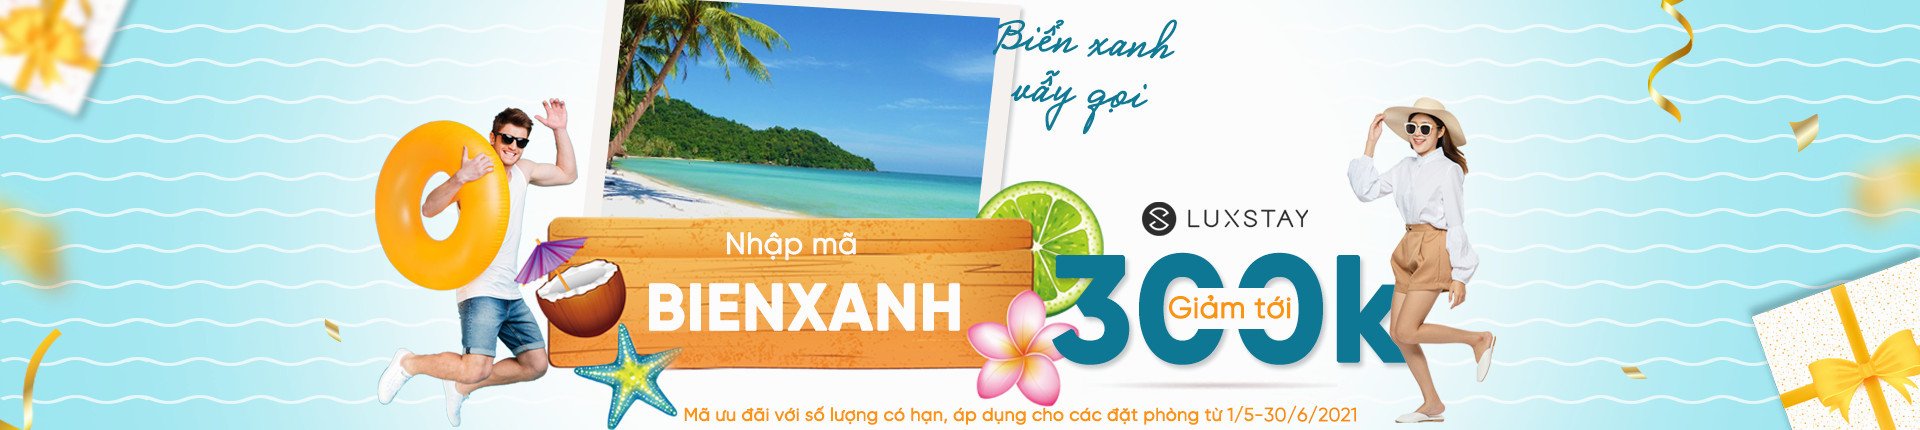 Biển xanh
vẫy gọi
Nhập mã
BIENXANH
LUXSTAY
300k
Giảm tới
Mã ưu đãi với số lượng có hạn, áp dụng cho các đặt phòng từ 1/5-30/6/2021